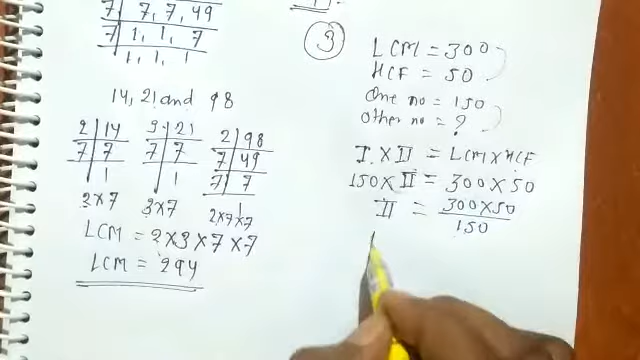 7 7, 7, 49
7 1, 1, 7
1, 1, 1
14, 21 and 98
2 14
7 7
1
3 21
7 7
1
2 98
7 49
7 7
1
2×7
3×7
2×7×7
LCM = 2×3×7×7
LCM = 294
3
LCM = 300
HCF = 50
One no = 150
Other no = ?
I × II = LCM×HCF
150× II = 300×50
II = 300×50
150